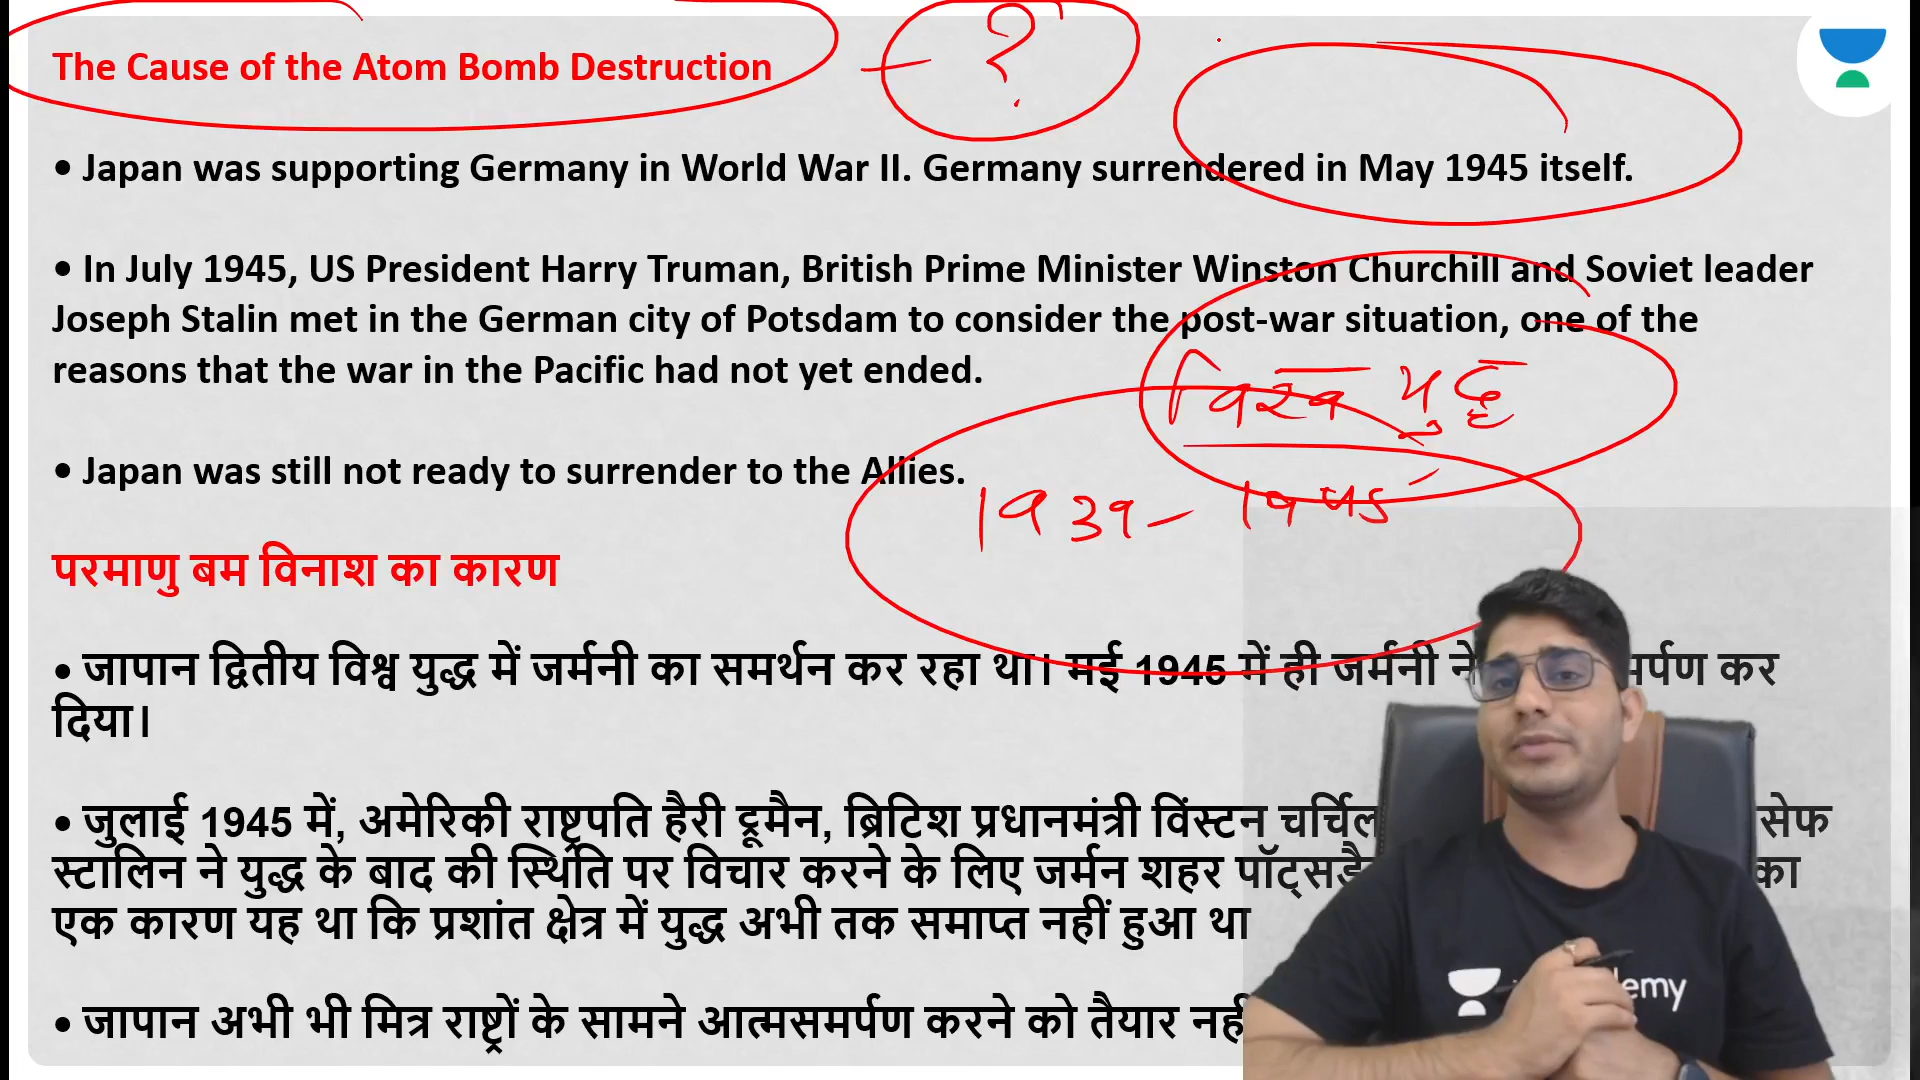 The Cause of the Atom Bomb Destruction - ?
• Japan was supporting Germany in World War II. Germany surrendered in May 1945 itself.
• In July 1945, US President Harry Truman, British Prime Minister Winston Churchill and Soviet leader
Joseph Stalin met in the German city of Potsdam to consider the post-war situation, one of the
reasons that the war in the Pacific had not yet ended.
विश्व युद्ध
• Japan was still not ready to surrender to the Allies.
1939 - 1945
परमाणु बम विनाश का कारण
• जापान द्वितीय विश्व युद्ध में जर्मनी का समर्थन कर रहा था। मई 1945 में ही जर्मनी ने मर्पण कर
दिया।
• जुलाई 1945 में, अमेरिकी राष्ट्रपति हैरी ट्रूमैन, ब्रिटिश प्रधानमंत्री विंस्टन चर्चिल सेफ
स्टालिन ने युद्ध के बाद की स्थिति पर विचार करने के लिए जर्मन शहर पॉट्सडै का
एक कारण यह था कि प्रशांत क्षेत्र में युद्ध अभी तक समाप्त नहीं हुआ था
• जापान अभी भी मित्र राष्ट्रों के सामने आत्मसमर्पण करने को तैयार नहीं
emy